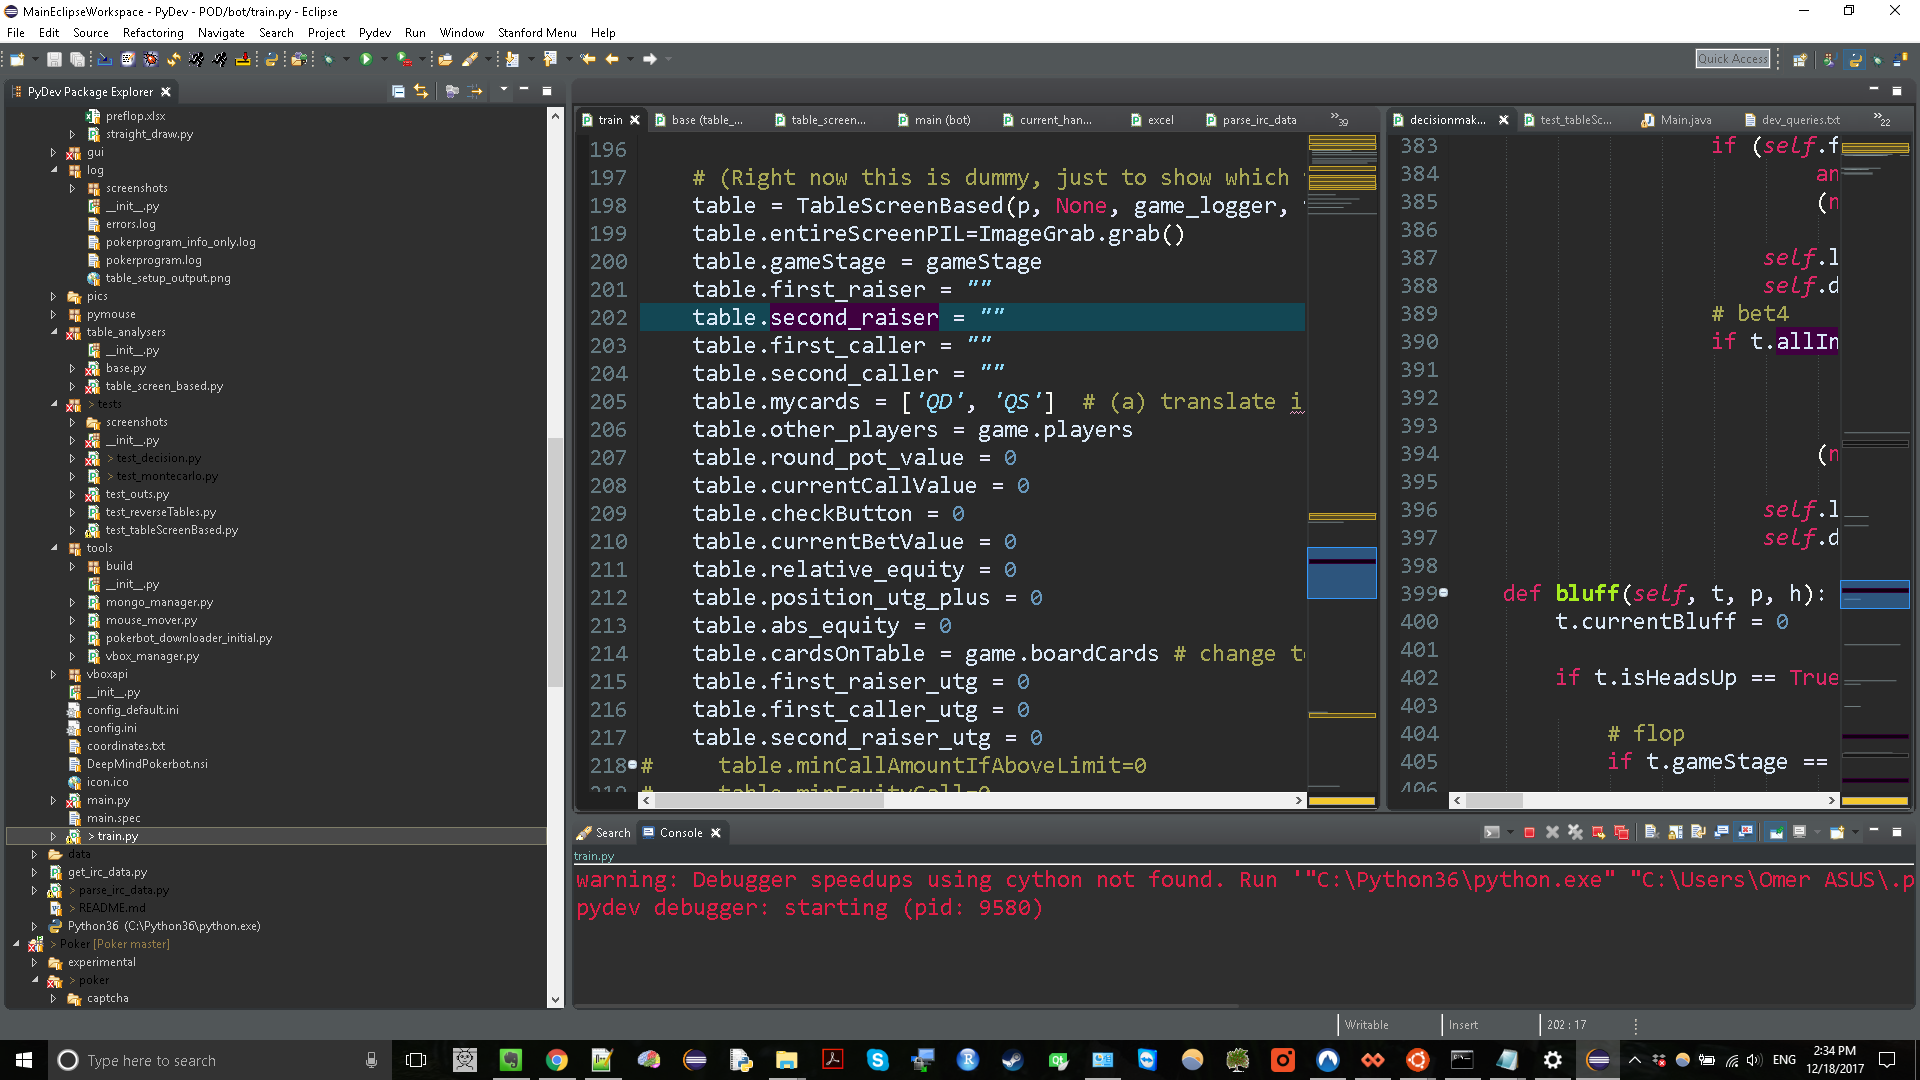 MainEclipseWorkspace - PyDev - POD/bot/train.py - Eclipse
File Edit Source Refactoring Navigate Search Project Pydev Run Window Stanford Menu Help
Quick Access
PyDev Package Explorer
preflop.xlsx
straight_draw.py
gui
log
screenshots
__init__.py
errors.log
pokerprogram_info_only.log
pokerprogram.log
table_setup_output.png
pics
pymouse
table_analysers
__init__.py
base.py
table_screen_based.py
> tests
screenshots
__init__.py
> test_decision.py
> test_montecarlo.py
test_outs.py
test_reverseTables.py
test_tableScreenBased.py
tools
build
__init__.py
mongo_manager.py
mouse_mover.py
pokerbot_downloader_initial.py
vbox_manager.py
vboxapi
__init__.py
config_default.ini
config.ini
coordinates.txt
DeepMindPokerbot.nsi
icon.ico
main.py
main.spec
> train.py
data
get_irc_data.py
> parse_irc_data.py
> README.md
Python36 (C:\Python36\python.exe)
> Poker [Poker master]
experimental
> poker
captcha
train base (table_... table_screen... main (bot) current_han... excel parse_irc_data »39
196
197 # (Right now this is dummy, just to show which
198 table = TableScreenBased(p, None, game_logger,
199 table.entireScreenPIL=ImageGrab.grab()
200 table.gameStage = gameStage
201 table.first_raiser = ""
202 table.second_raiser = ""
203 table.first_caller = ""
204 table.second_caller = ""
205 table.mycards = ['QD', 'QS'] # (a) translate i
206 table.other_players = game.players
207 table.round_pot_value = 0
208 table.currentCallValue = 0
209 table.checkButton = 0
210 table.currentBetValue = 0
211 table.relative_equity = 0
212 table.position_utg_plus = 0
213 table.abs_equity = 0
214 table.cardsOnTable = game.boardCards # change to
215 table.first_raiser_utg = 0
216 table.first_caller_utg = 0
217 table.second_raiser_utg = 0
218 # table.minCallAmountIfAboveLimit=0
219 # table.minEquityCall=0
decisionmak... test_tableSc... Main.java dev_queries.txt »22
383 if (self.f
384 an
385 (n
386
387 self.l
388 self.d
389 # bet4
390 if t.allIn
391
392
393
394 (n
395
396 self.l
397 self.d
398
399 def bluff(self, t, p, h):
400 t.currentBluff = 0
401
402 if t.isHeadsUp == True
403
404 # flop
405 if t.gameStage ==
406
Search Console
train.py
warning: Debugger speedups using cython not found. Run '"C:\Python36\python.exe" "C:\Users\Omer ASUS\.p
pydev debugger: starting (pid: 9580)
Writable Insert 202 : 17
Type here to search
ENG
2:34 PM
12/18/2017